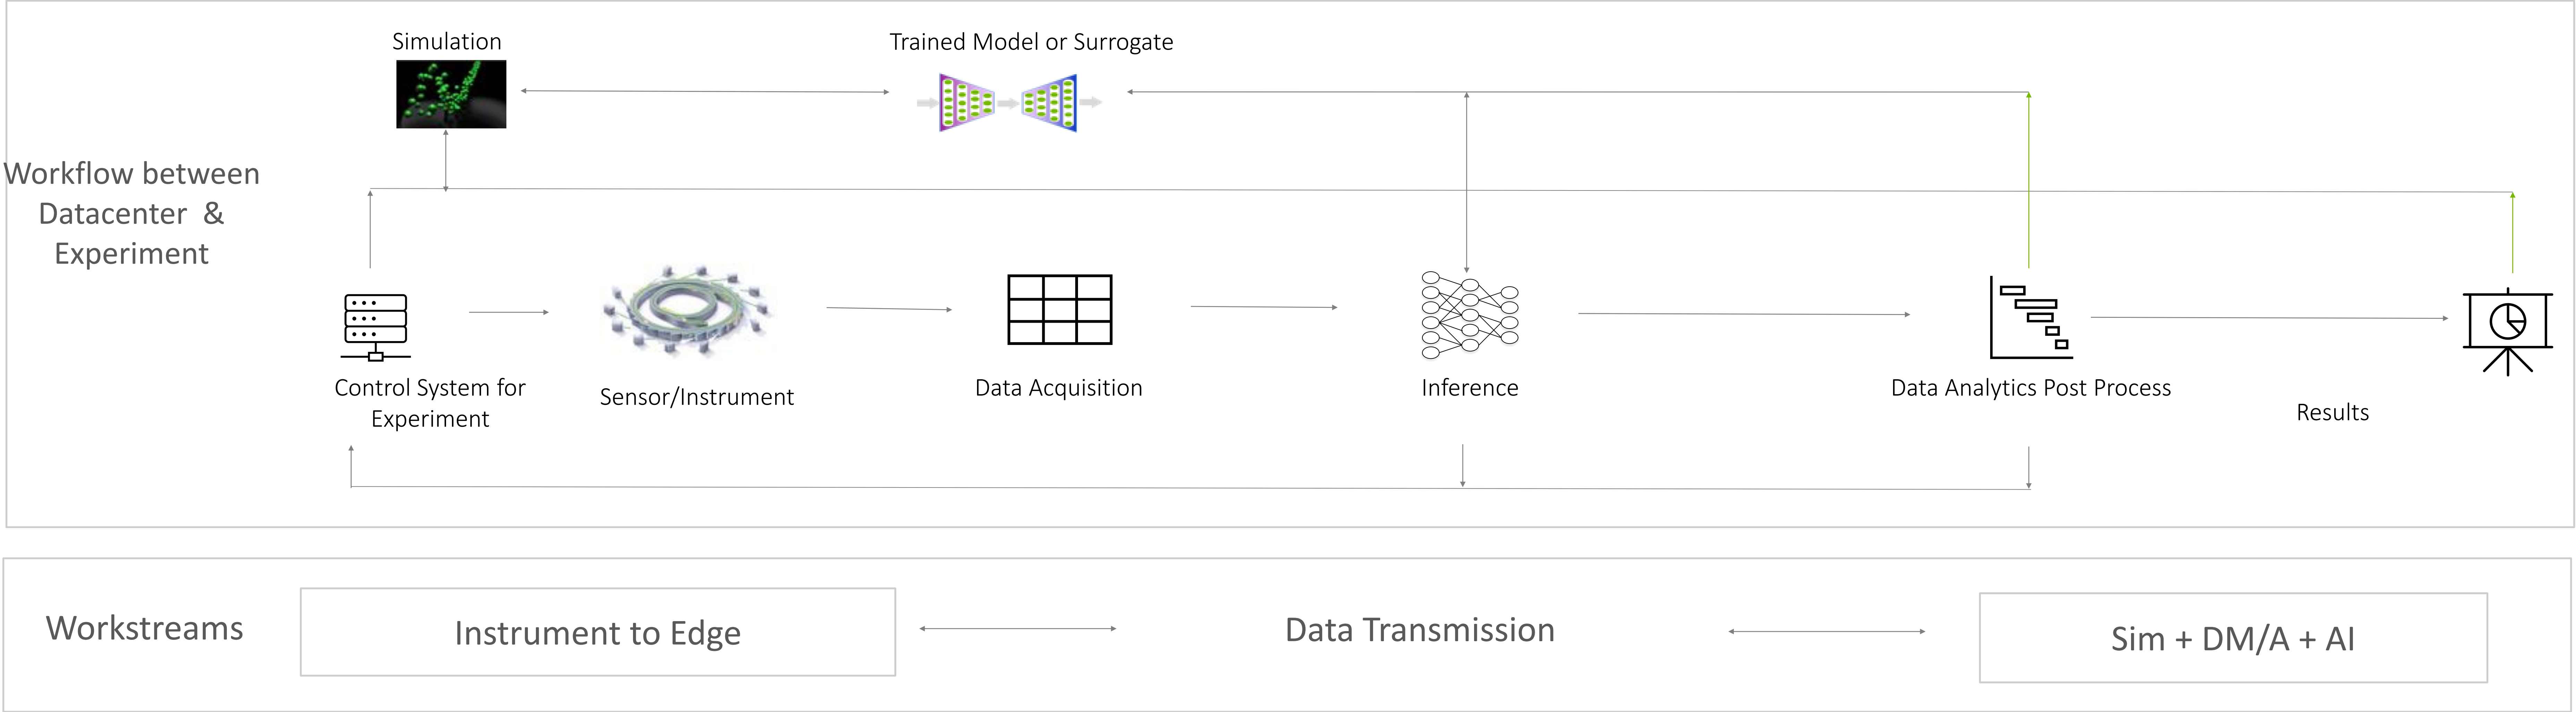 Simulation
Trained Model or Surrogate
Workflow between
Datacenter &
Experiment
Control System for
Experiment
Sensor/Instrument
Data Acquisition
Inference
Data Analytics Post Process
Results
Workstreams
Instrument to Edge
Data Transmission
Sim + DM/A + AI